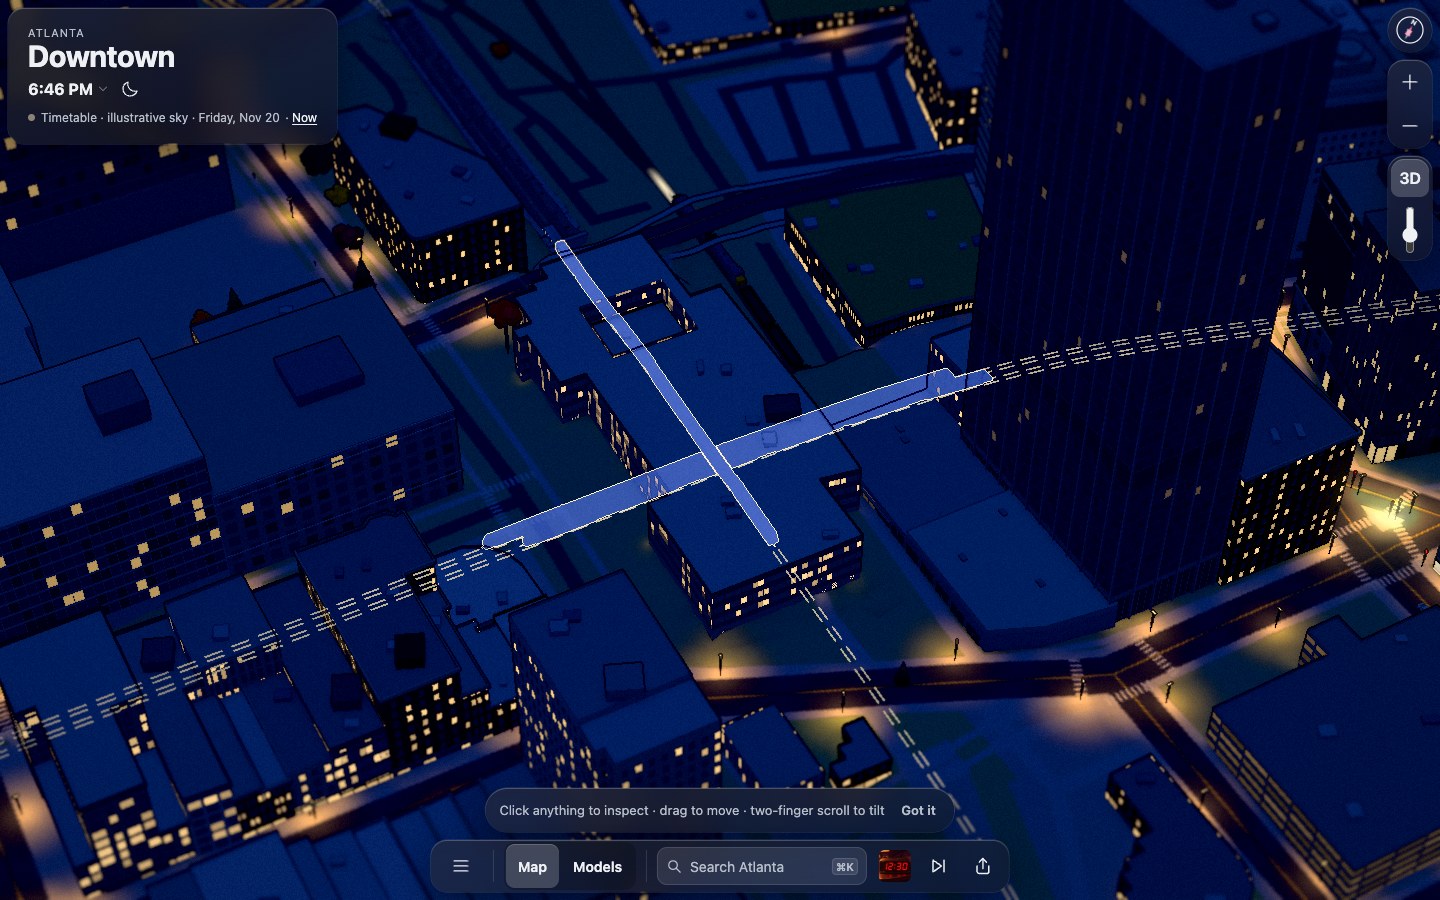 ATLANTA
Downtown
6:46 PM
Timetable · illustrative sky · Friday, Nov 20 · Now
3D
Click anything to inspect · drag to move · two-finger scroll to tilt Got it
Map Models Search Atlanta ⌘K 12:30